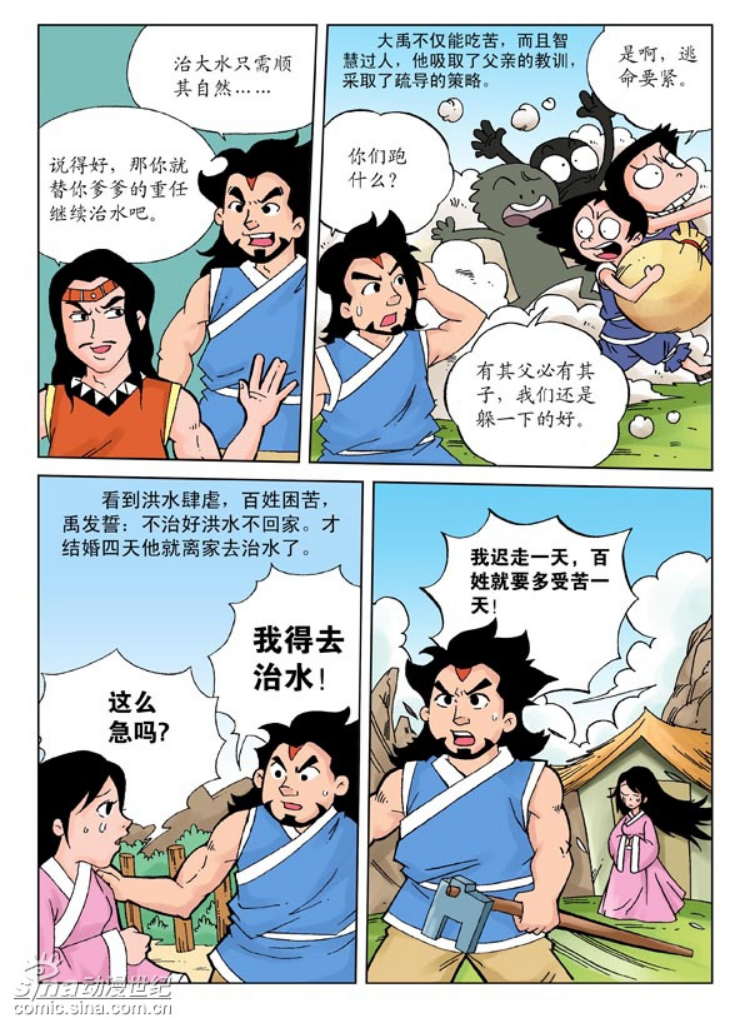 治大水只需顺
其自然……
说得好，那你就
替你爹爹的重任
继续治水吧。
大禹不仅能吃苦，而且智
慧过人，他吸取了父亲的教训，
采取了疏导的策略。
是啊，逃
命要紧。
你们跑
什么？
有其父必有其
子，我们还是
躲一下的好。
看到洪水肆虐，百姓困苦，
禹发誓：不治好洪水不回家。才
结婚四天他就离家去治水了。
我得去
治水！
这么
急吗？
我迟走一天，百
姓就要多受苦一
天！
sina动漫世纪
comic.sina.com.cn